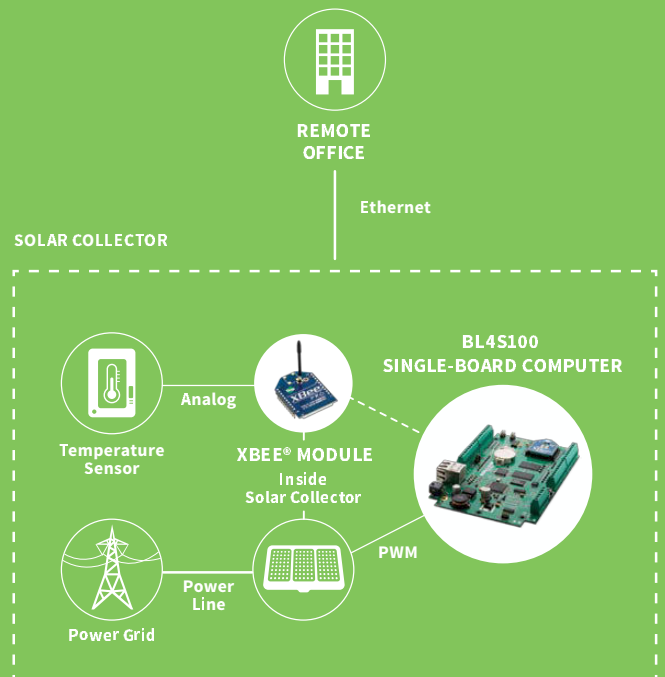 REMOTE
OFFICE
Ethernet
SOLAR COLLECTOR
BL4S100
SINGLE-BOARD COMPUTER
Analog
XBee
Temperature
Sensor
XBEE® MODULE
Inside
Solar Collector
PWM
Power
Line
Power Grid